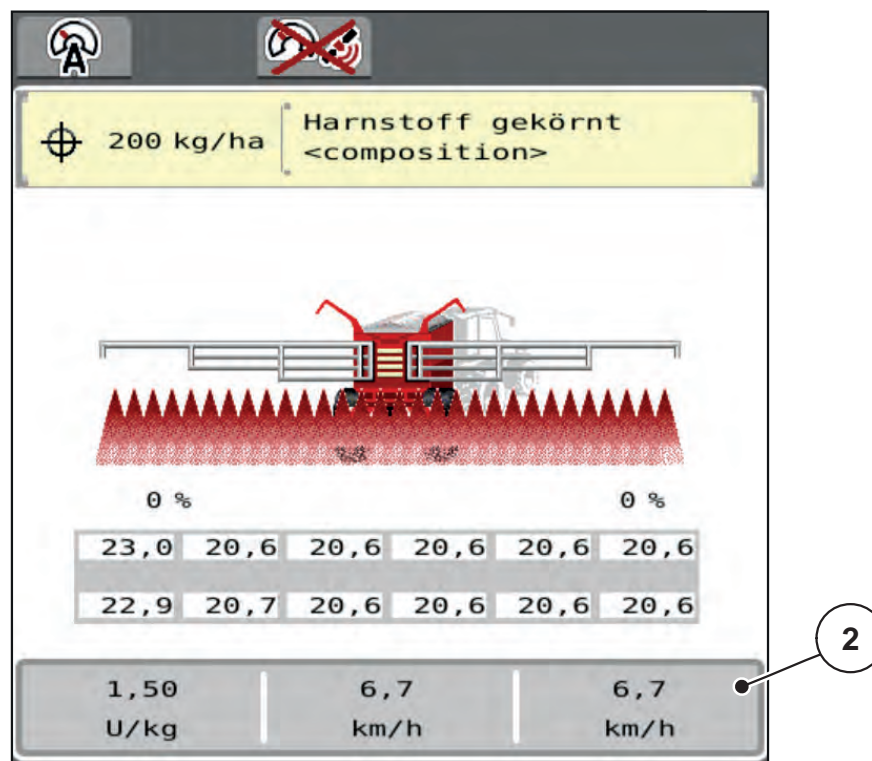 A
200 kg/ha
Harnstoff gekörnt
<composition>
0 % 0 %
23,0 20,6 20,6 20,6 20,6 20,6
22,9 20,7 20,6 20,6 20,6 20,6
2
1,50 6,7 6,7
U/kg km/h km/h